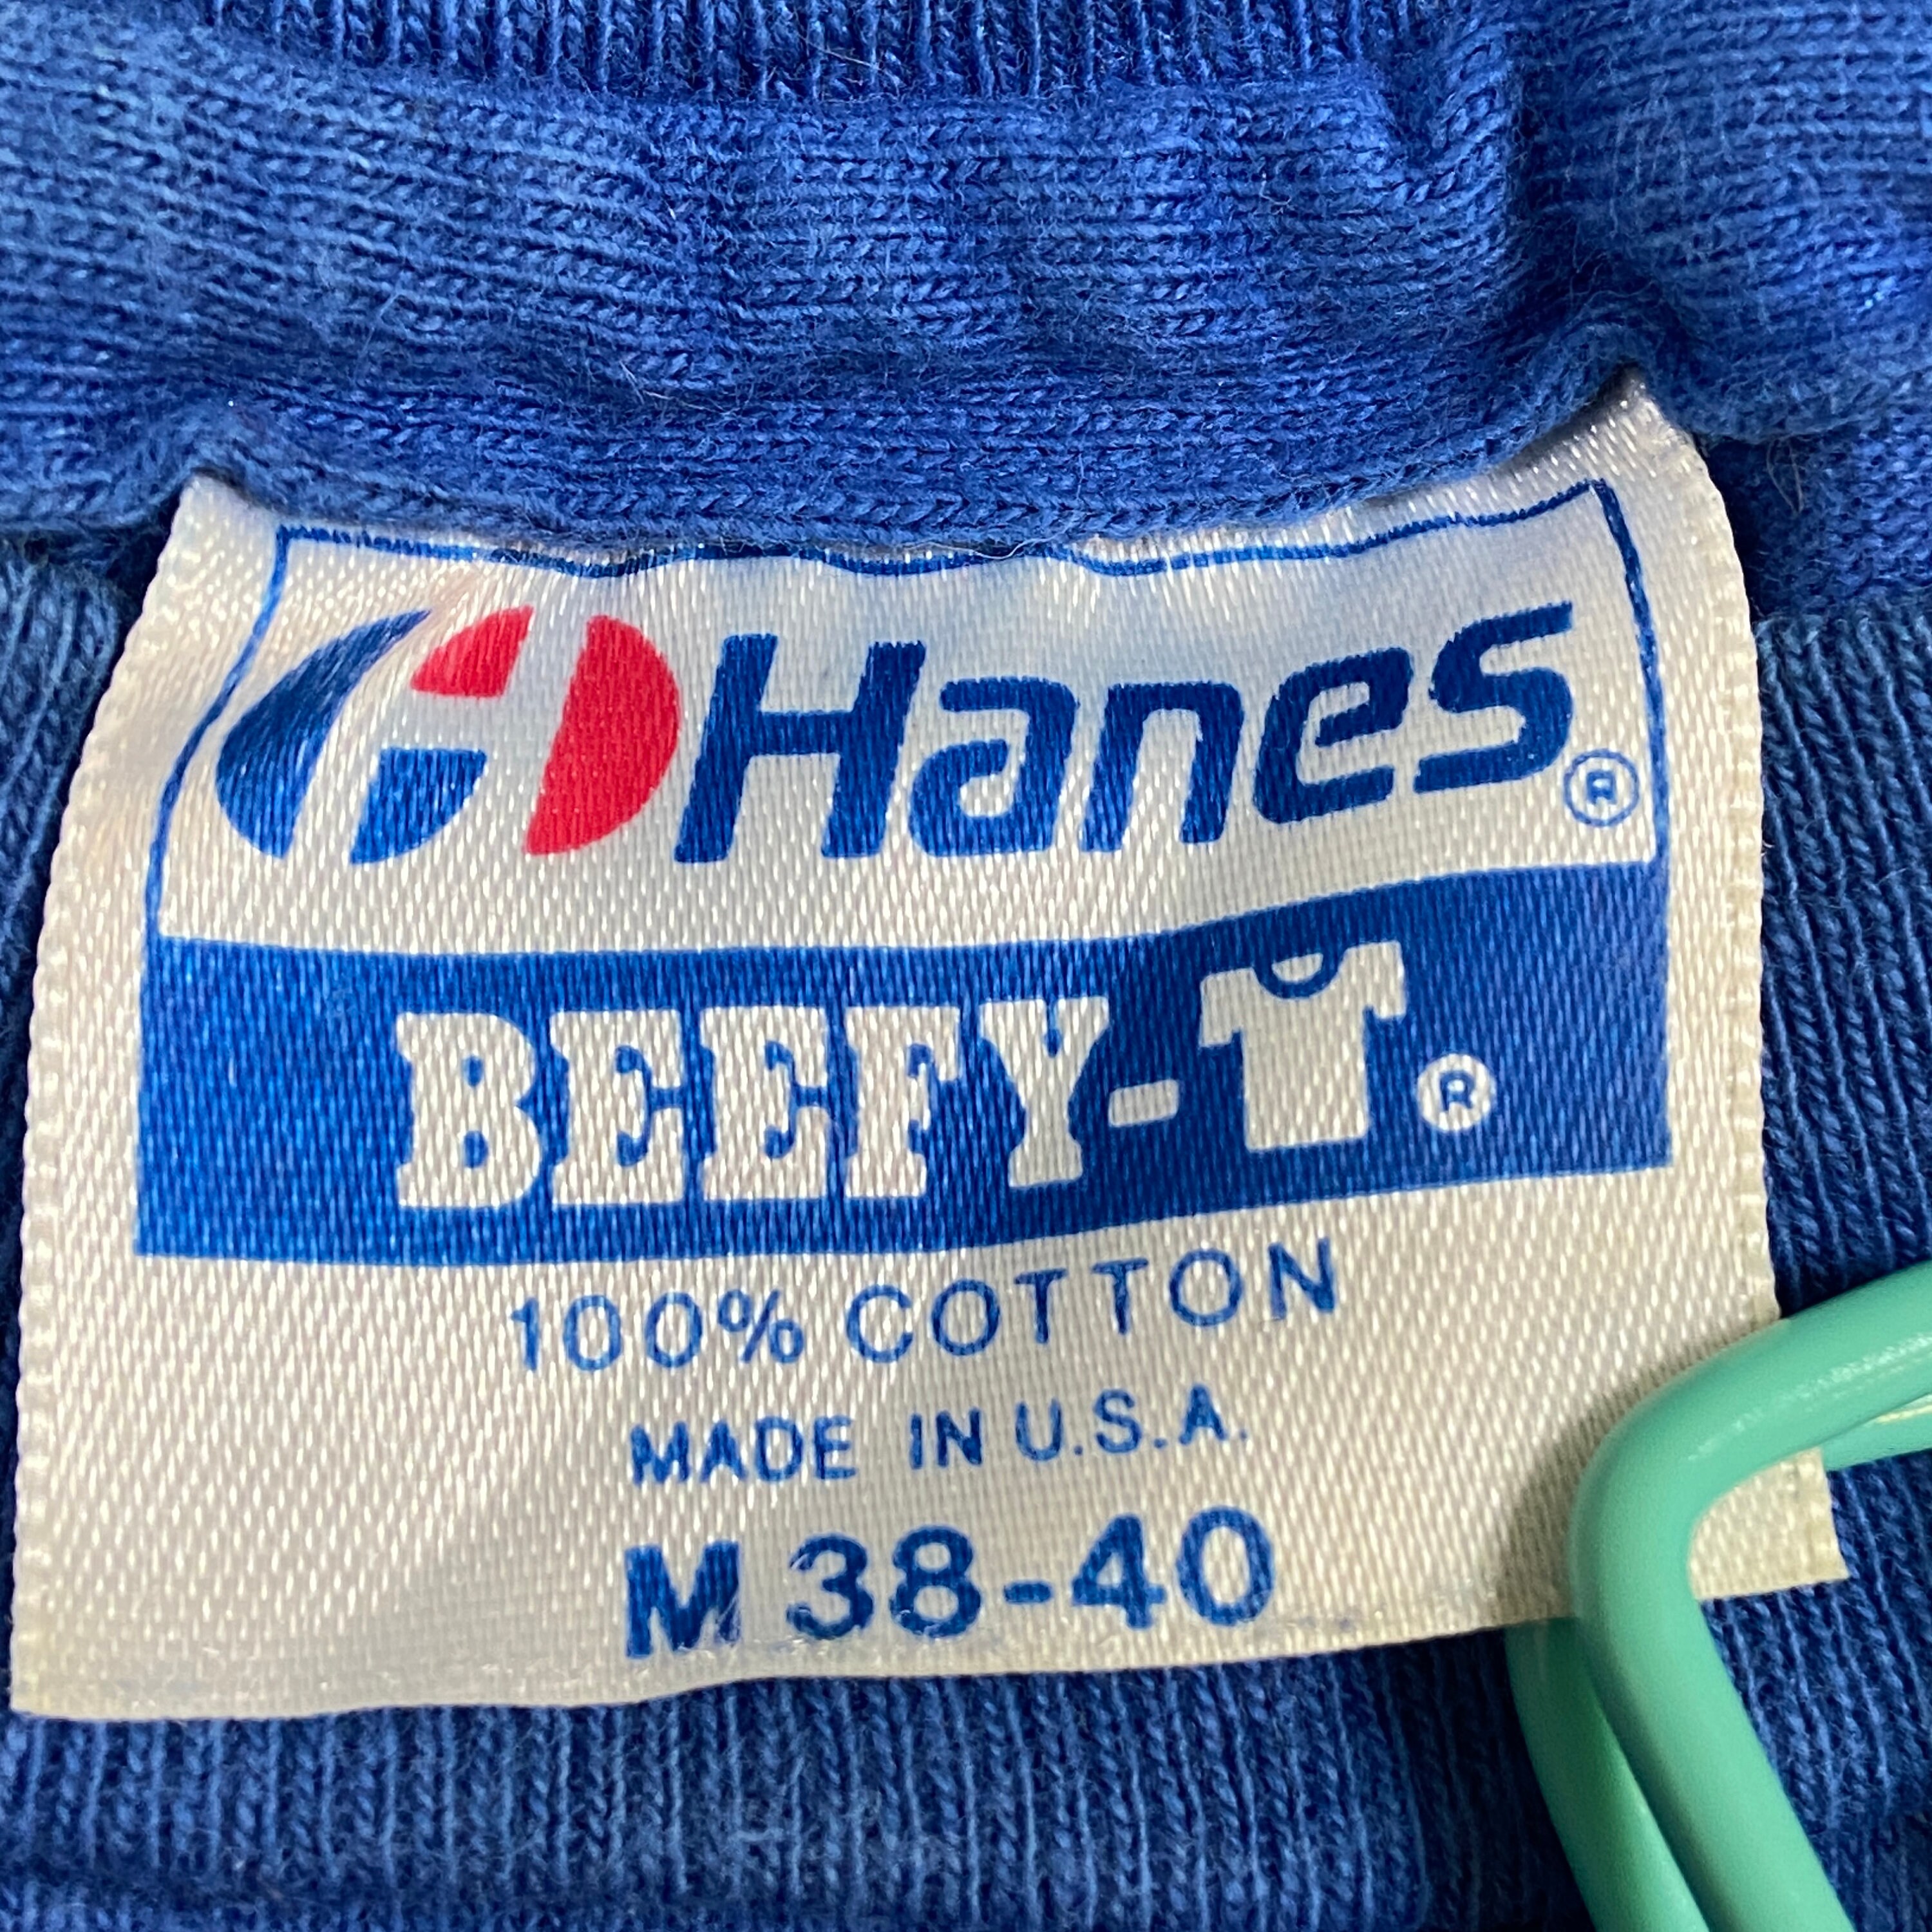 Hanes®
BEEFY-T®
100% COTTON
MADE IN U.S.A.
M 38-40